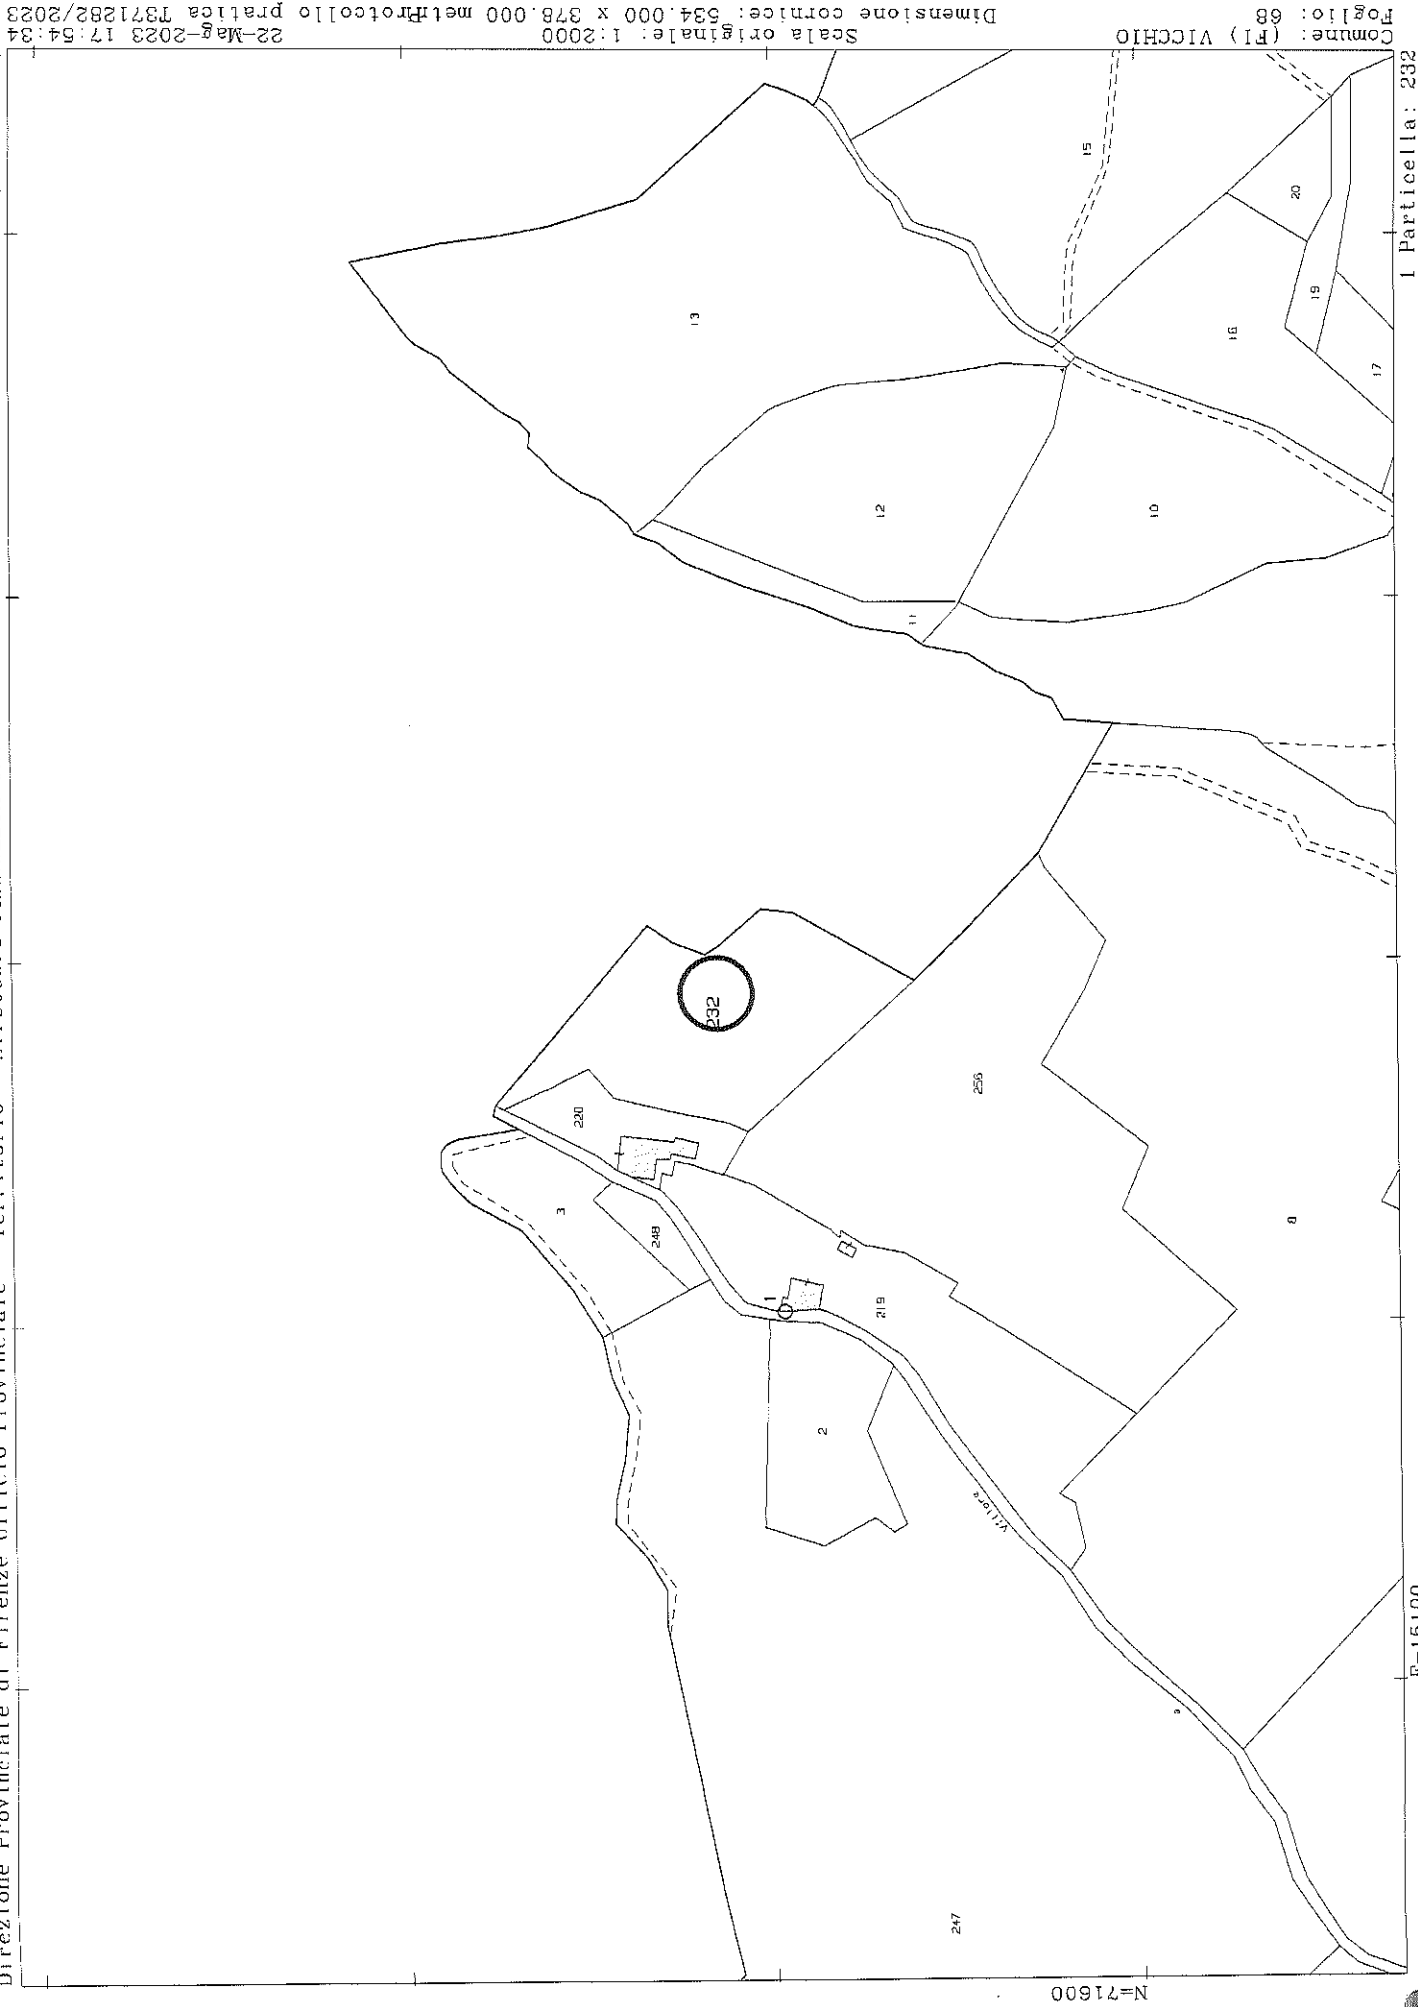 Comune: (FI) VICCHIO
Foglio: 68
Scala originale: 1:2000
Dimensione cornice: 534.000 x 378.000 metri
22-Mag-2023 17:54:34
Protcollo pratica T371282/2023
1 Particella: 232
Direzione Provinciale di Firenze Ufficio Provinciale - Territorio
N=71600
E=15100
13
15
20
19
16
17
12
10
11
232
220
3
248
256
1
219
8
2
Villore
247